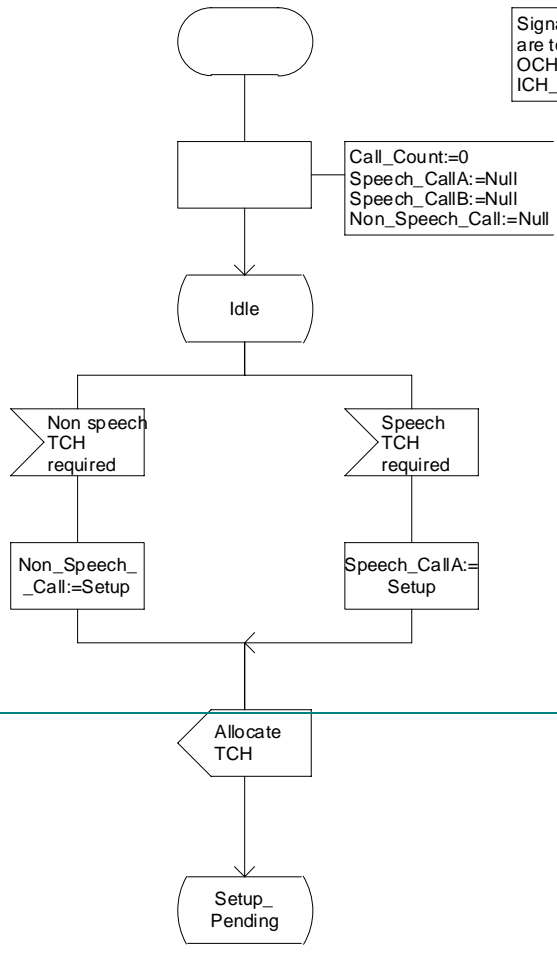 Signa
are to
OCH
ICH_
Call_Count:=0
Speech_CallA:=Null
Speech_CallB:=Null
Non_Speech_Call:=Null
Idle
Non speech
TCH
required
Speech
TCH
required
Non_Speech_
_Call:=Setup
Speech_CallA:=
Setup
Allocate
TCH
Setup_
Pending